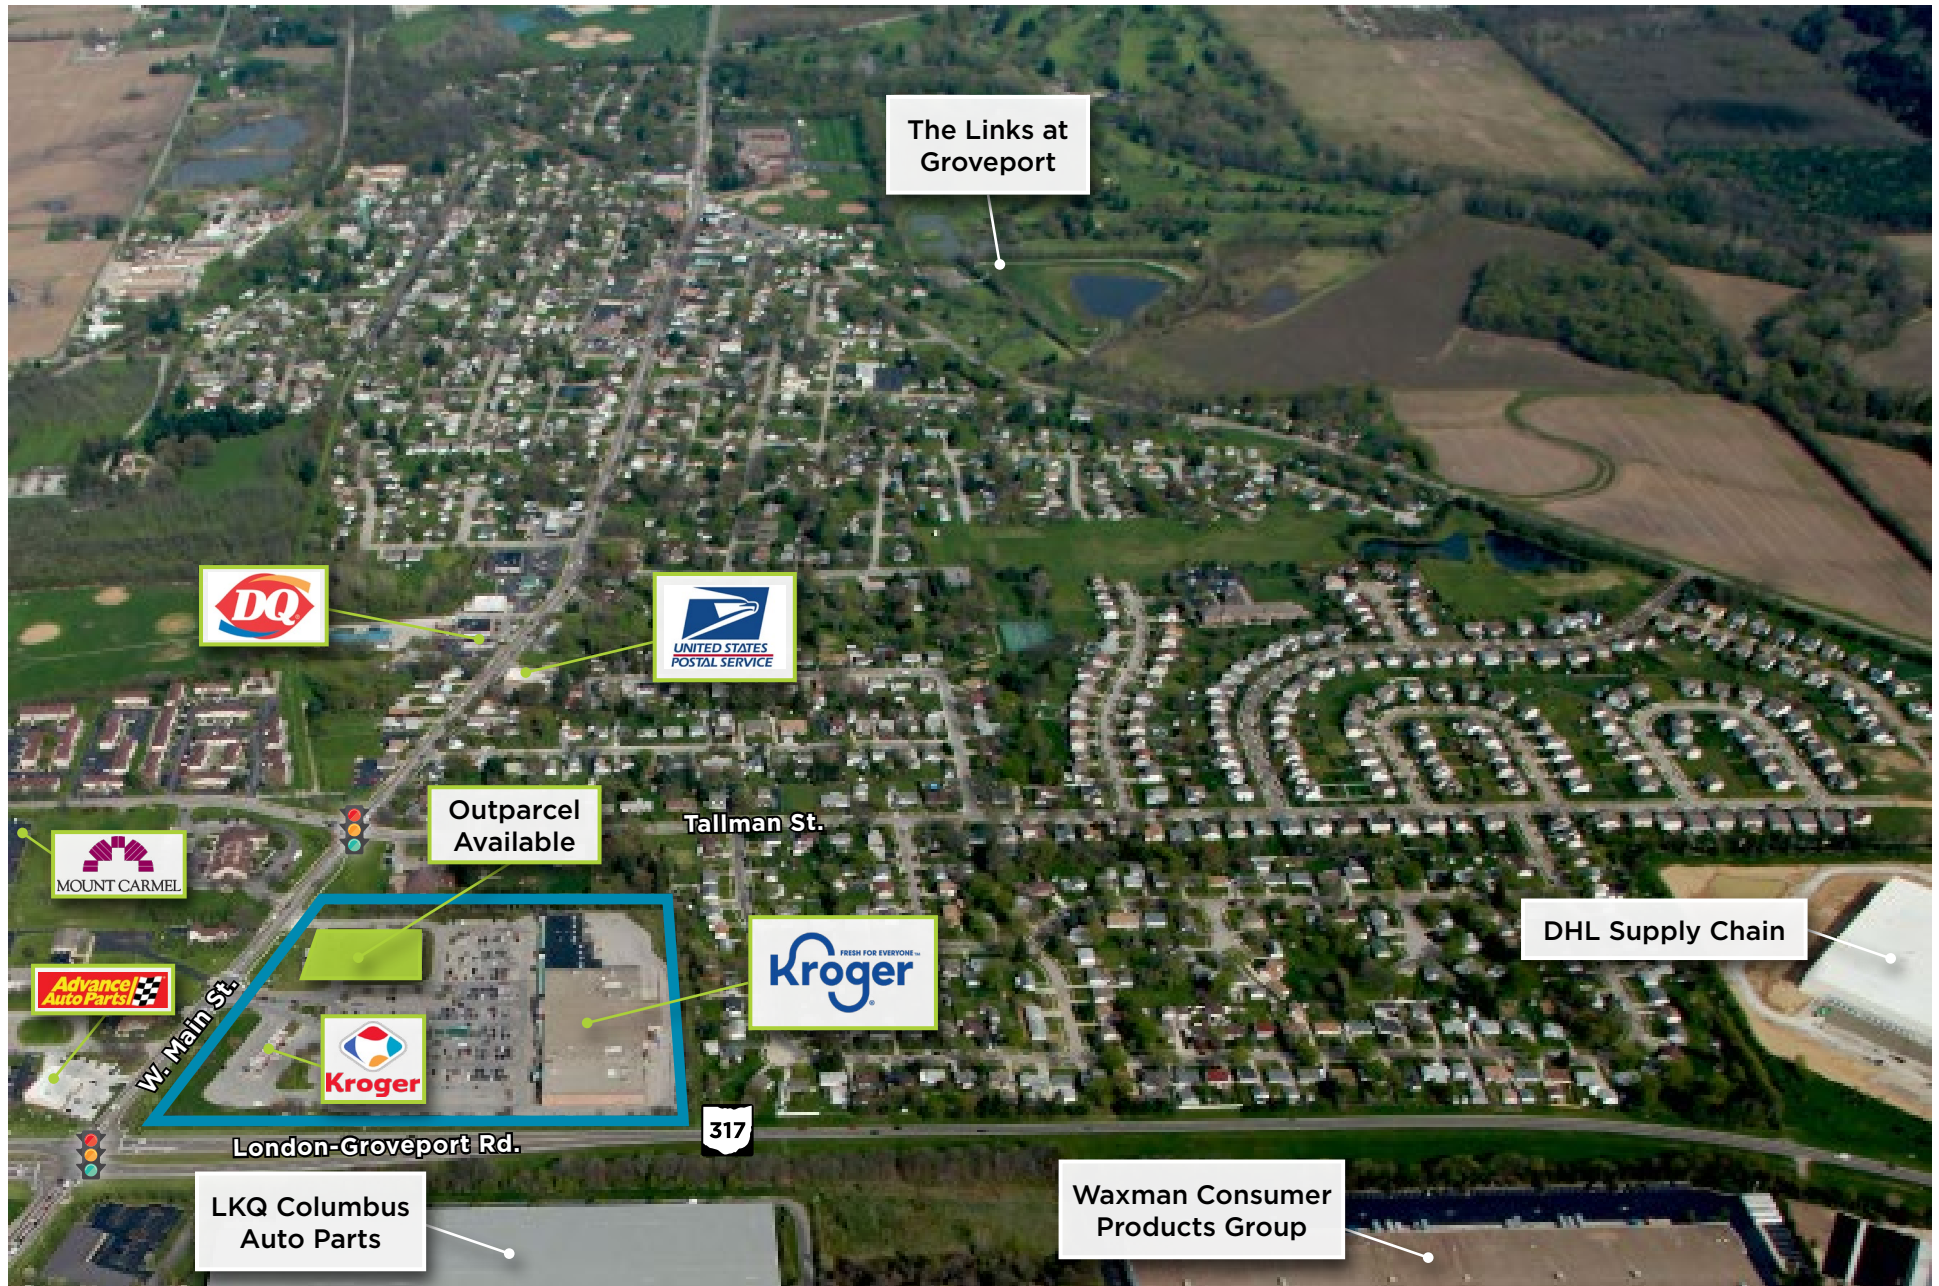 The Links at
Groveport
DQ
UNITED STATES
POSTAL SERVICE
Outparcel
Available
Tallman St.
MOUNT CARMEL
FRESH FOR EVERYONE™
Kroger
DHL Supply Chain
Advance
Auto Parts
W. Main St.
Kroger
317
London-Groveport Rd.
LKQ Columbus
Auto Parts
Waxman Consumer
Products Group